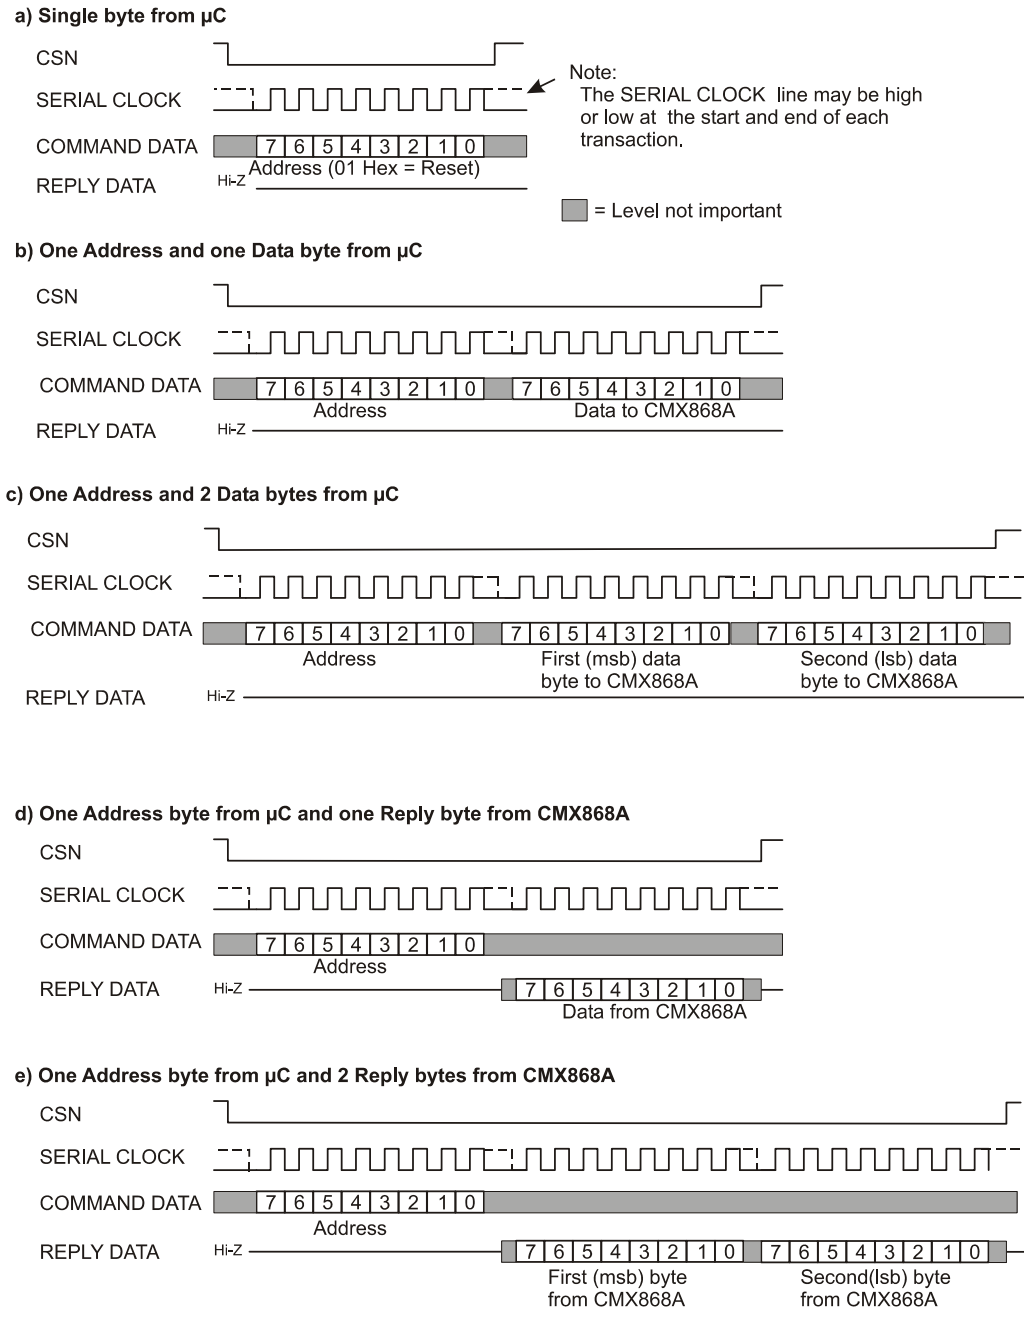 a) Single byte from µC
CSN
SERIAL CLOCK
Note:
The SERIAL CLOCK line may be high
or low at the start and end of each
transaction.
COMMAND DATA 7 6 5 4 3 2 1 0
Address (01 Hex = Reset)
REPLY DATA Hi-Z
= Level not important
b) One Address and one Data byte from µC
CSN
SERIAL CLOCK
COMMAND DATA 7 6 5 4 3 2 1 0 7 6 5 4 3 2 1 0
Address Data to CMX868A
REPLY DATA Hi-Z
c) One Address and 2 Data bytes from µC
CSN
SERIAL CLOCK
COMMAND DATA 7 6 5 4 3 2 1 0 7 6 5 4 3 2 1 0 7 6 5 4 3 2 1 0
Address First (msb) data Second (lsb) data
byte to CMX868A byte to CMX868A
REPLY DATA Hi-Z
d) One Address byte from µC and one Reply byte from CMX868A
CSN
SERIAL CLOCK
COMMAND DATA 7 6 5 4 3 2 1 0
Address
REPLY DATA Hi-Z 7 6 5 4 3 2 1 0
Data from CMX868A
e) One Address byte from µC and 2 Reply bytes from CMX868A
CSN
SERIAL CLOCK
COMMAND DATA 7 6 5 4 3 2 1 0
Address
REPLY DATA Hi-Z 7 6 5 4 3 2 1 0 7 6 5 4 3 2 1 0
First (msb) byte Second(lsb) byte
from CMX868A from CMX868A